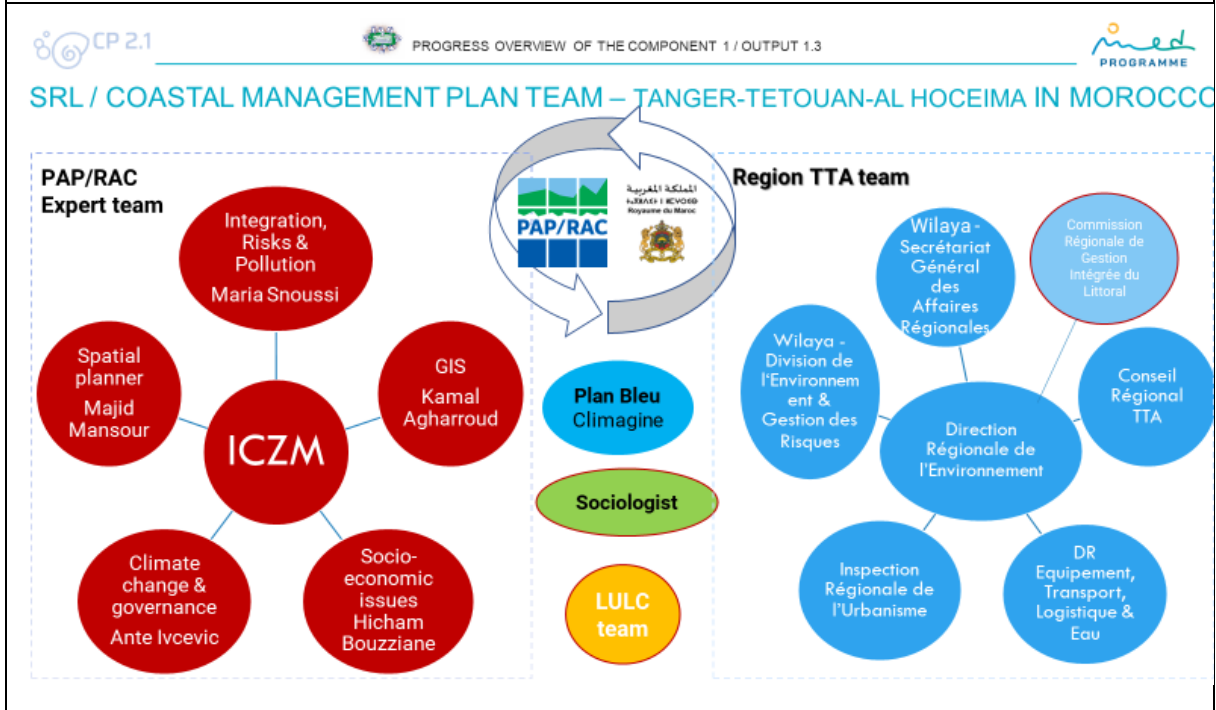 CP 2.1
PROGRESS OVERVIEW OF THE COMPONENT 1 / OUTPUT 1.3
med
PROGRAMME
SRL / COASTAL MANAGEMENT PLAN TEAM – TANGER-TETOUAN-AL HOCEIMA IN MOROCCO
PAP/RAC
Expert team
Integration,
Risks &
Pollution
Maria Snoussi
Spatial
planner
Majid
Mansour
GIS
Kamal
Agharroud
ICZM
Climate
change &
governance
Ante Ivcevic
Socio-
economic
issues
Hicham
Bouzziane
PAP/RAC
المملكة المغربية
Royaume du Maroc
Plan Bleu
Climagine
Sociologist
LULC
team
Region TTA team
Wilaya -
Secrétariat
Général
des
Affaires
Régionales
Commission
Régionale de
Gestion
Intégrée du
Littoral
Wilaya -
Division de
l'Environnem
ent &
Gestion des
Risques
Conseil
Régional
TTA
Direction
Régionale de
l'Environnement
Inspection
Régionale de
l'Urbanisme
DR
Equipement,
Transport,
Logistique &
Eau